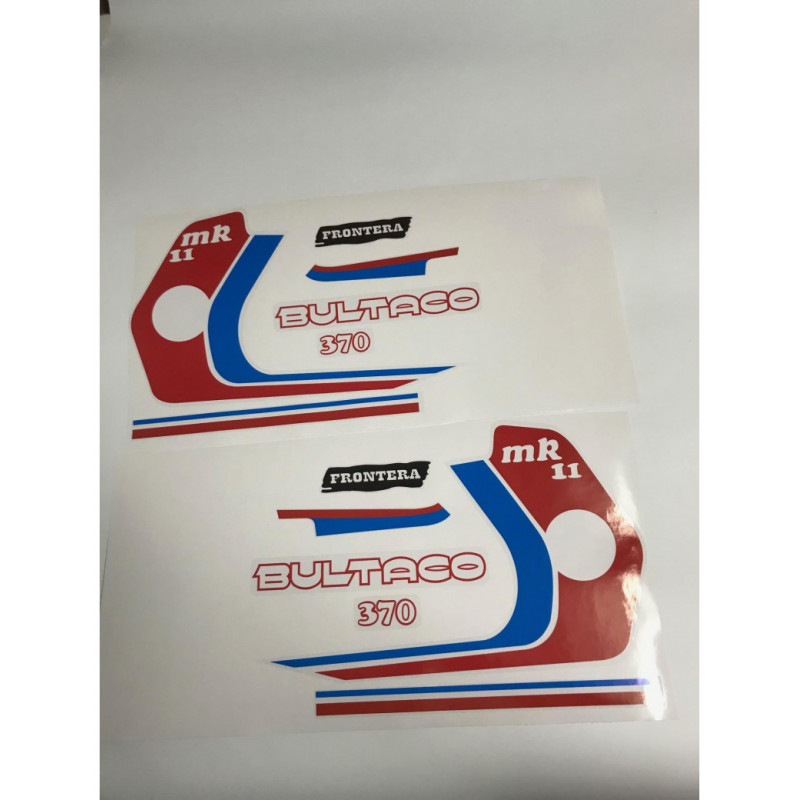 mk
11
FRONTERA
BULTACO
370
mk
11
FRONTERA
BULTACO
370